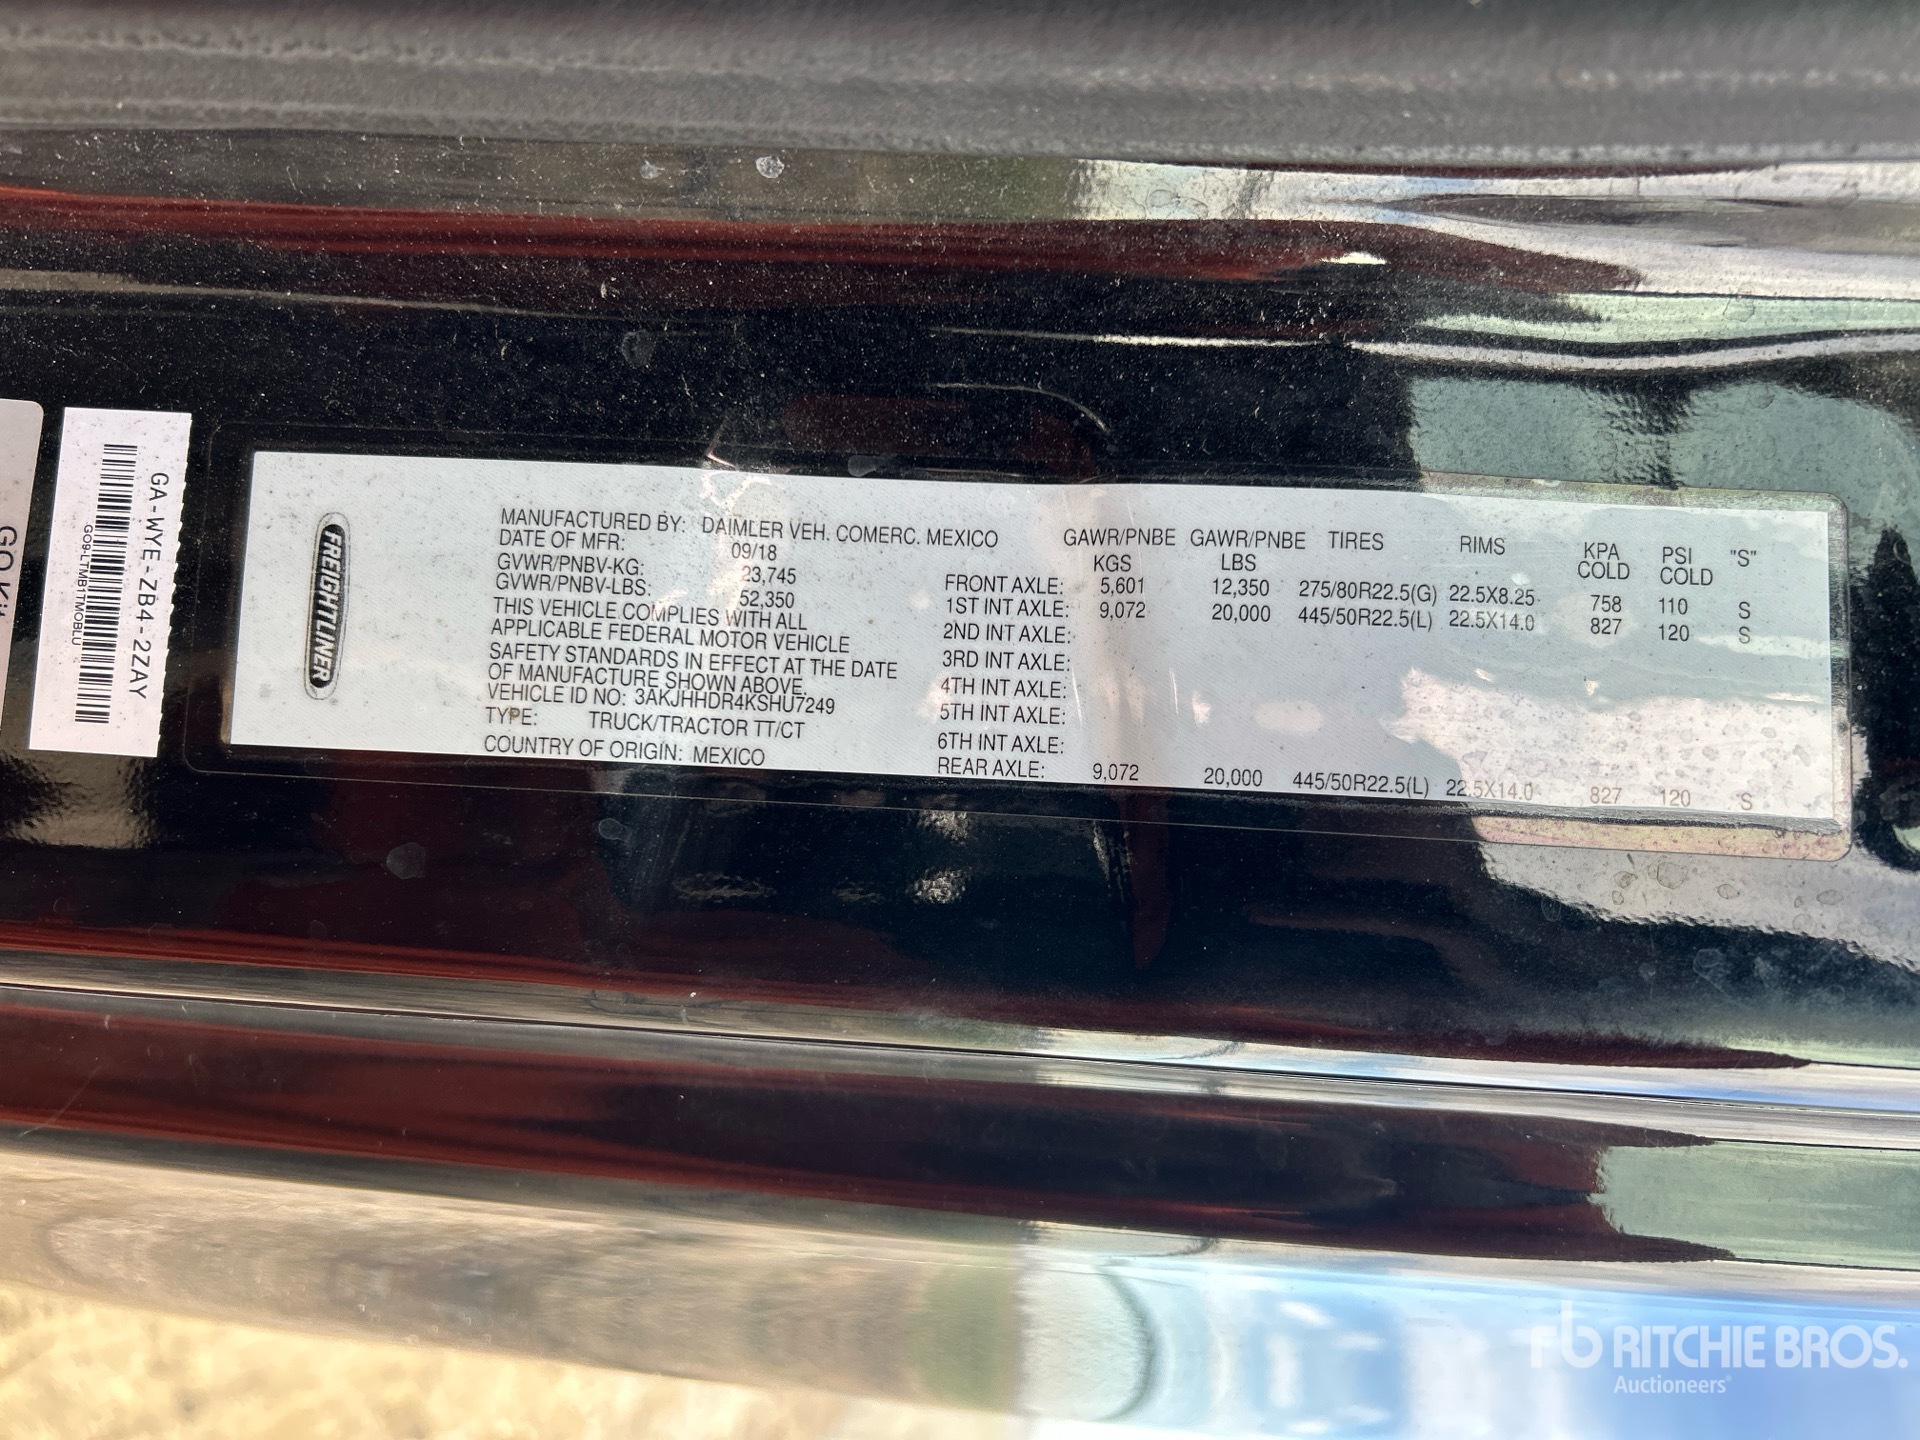 GO Kit
GA-WYE-ZB4-2ZAY
GO9-LTMB1TMOBLU
FREIGHTLINER
MANUFACTURED BY: DAIMLER VEH. COMERC. MEXICO
DATE OF MFR: 09/18
GVWR/PNBV-KG: 23,745
GVWR/PNBV-LBS: 52,350
THIS VEHICLE COMPLIES WITH ALL
APPLICABLE FEDERAL MOTOR VEHICLE
SAFETY STANDARDS IN EFFECT AT THE DATE
OF MANUFACTURE SHOWN ABOVE.
VEHICLE ID NO: 3AKJHHDR4KSHU7249
TYPE: TRUCK/TRACTOR TT/CT
COUNTRY OF ORIGIN: MEXICO
GAWR/PNBE GAWR/PNBE TIRES RIMS KPA PSI "S"
KGS LBS COLD COLD
FRONT AXLE: 5,601 12,350 275/80R22.5(G) 22.5X8.25 758 110 S
1ST INT AXLE: 9,072 20,000 445/50R22.5(L) 22.5X14.0 827 120 S
2ND INT AXLE:
3RD INT AXLE:
4TH INT AXLE:
5TH INT AXLE:
6TH INT AXLE:
REAR AXLE: 9,072 20,000 445/50R22.5(L) 22.5X14.0 827 120 S
rb RITCHIE BROS.
Auctioneers